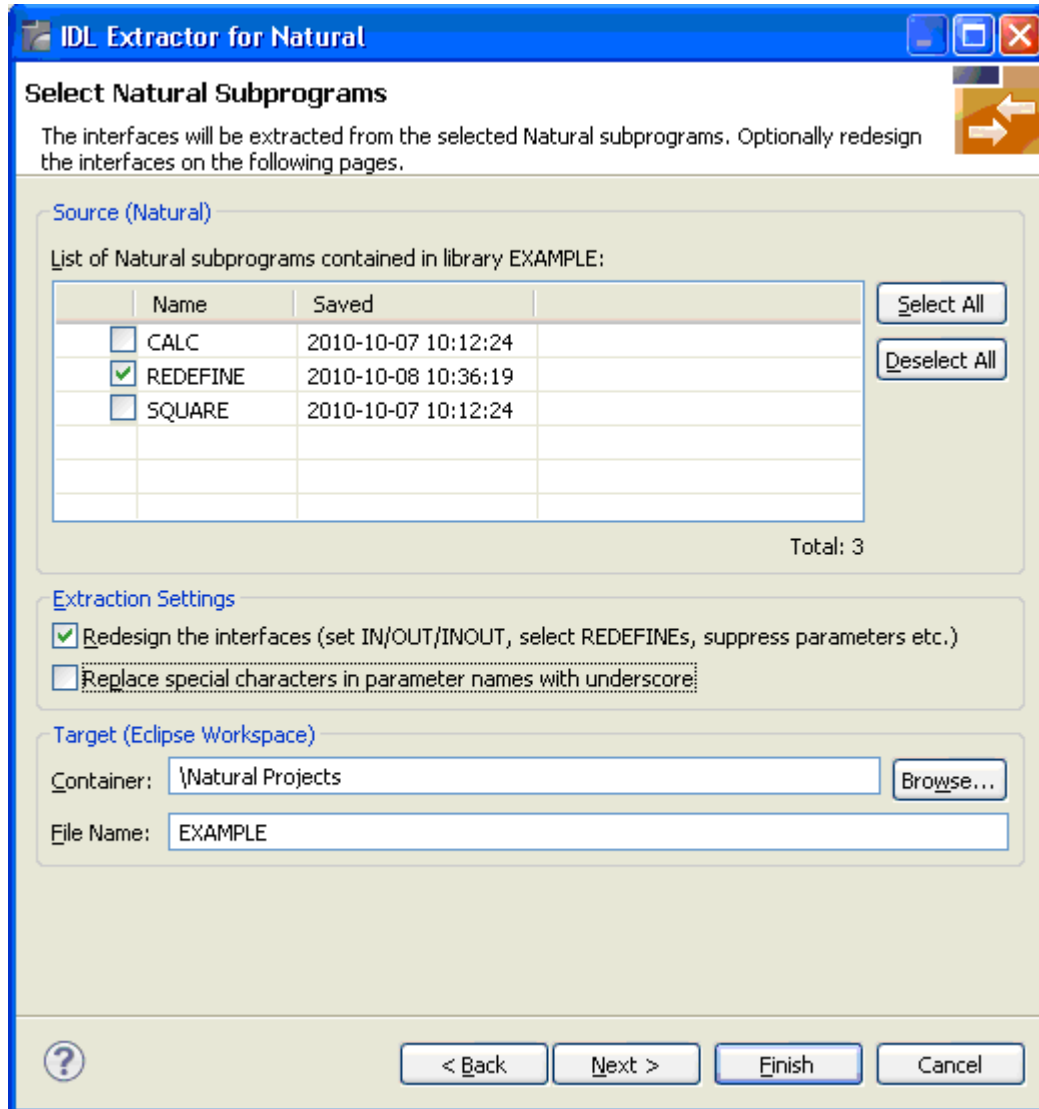 IDL Extractor for Natural
Select Natural Subprograms
The interfaces will be extracted from the selected Natural subprograms. Optionally redesign
the interfaces on the following pages.
Source (Natural)
List of Natural subprograms contained in library EXAMPLE:
Name Saved
Select All
CALC 2010-10-07 10:12:24
Deselect All
REDEFINE 2010-10-08 10:36:19
SQUARE 2010-10-07 10:12:24
Total: 3
Extraction Settings
Redesign the interfaces (set IN/OUT/INOUT, select REDEFINEs, suppress parameters etc.)
Replace special characters in parameter names with underscore
Target (Eclipse Workspace)
Container: \Natural Projects Browse...
File Name: EXAMPLE
? < Back Next > Finish Cancel